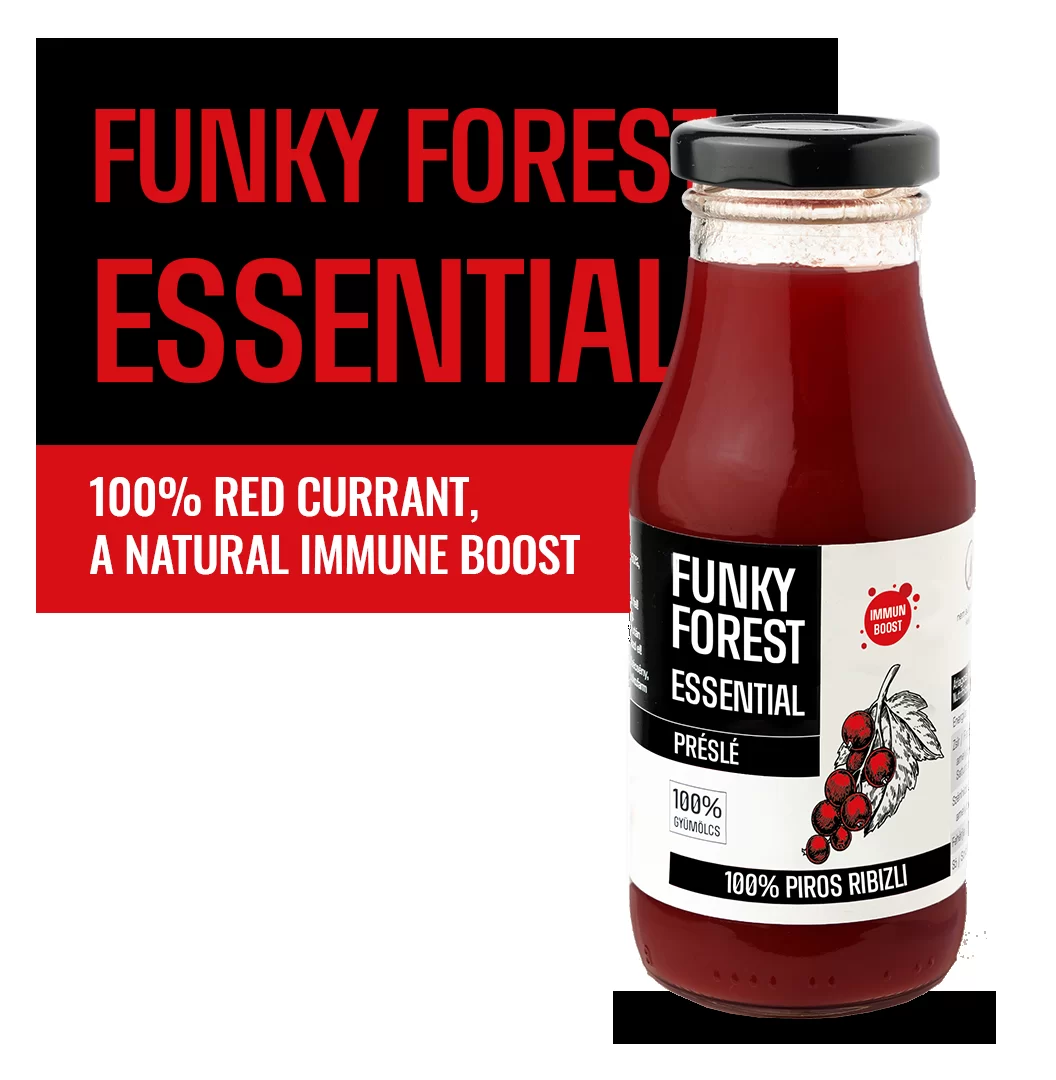 FUNKY FOREST
ESSENTIAL
100% RED CURRANT,
A NATURAL IMMUNE BOOST
FUNKY
FOREST
ESSENTIAL
PRÉSLÉ
IMMUN
BOOST
100%
GYÜMÖLCS
100% PIROS RIBIZLI